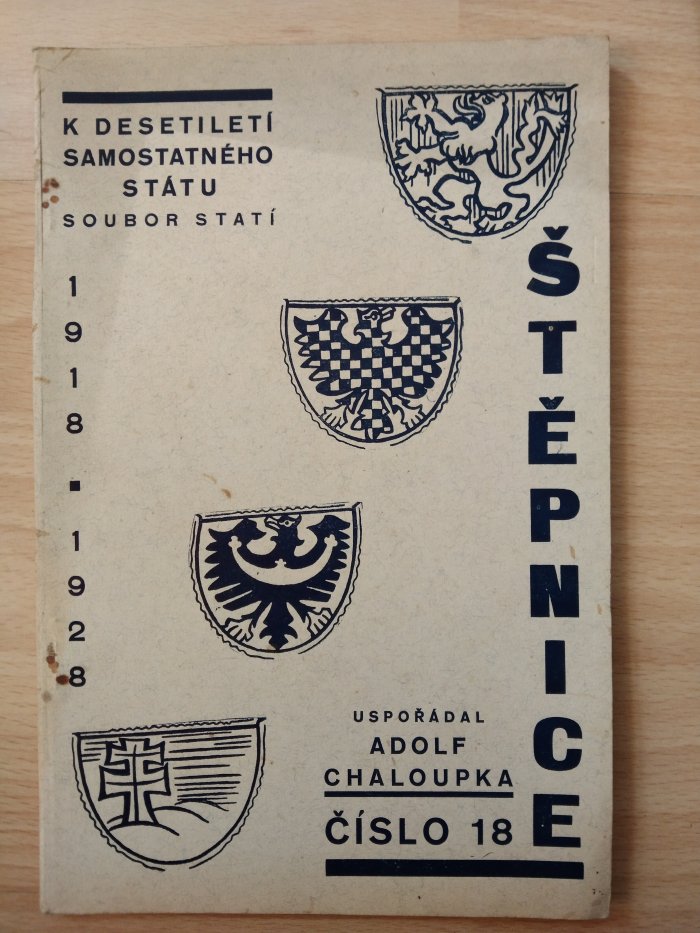 K DESETILETÍ
SAMOSTATNÉHO
STÁTU
SOUBOR STATÍ
1918 · 1928
ŠTĚPNICE
USPOŘÁDAL
ADOLF
CHALOUPKA
ČÍSLO 18